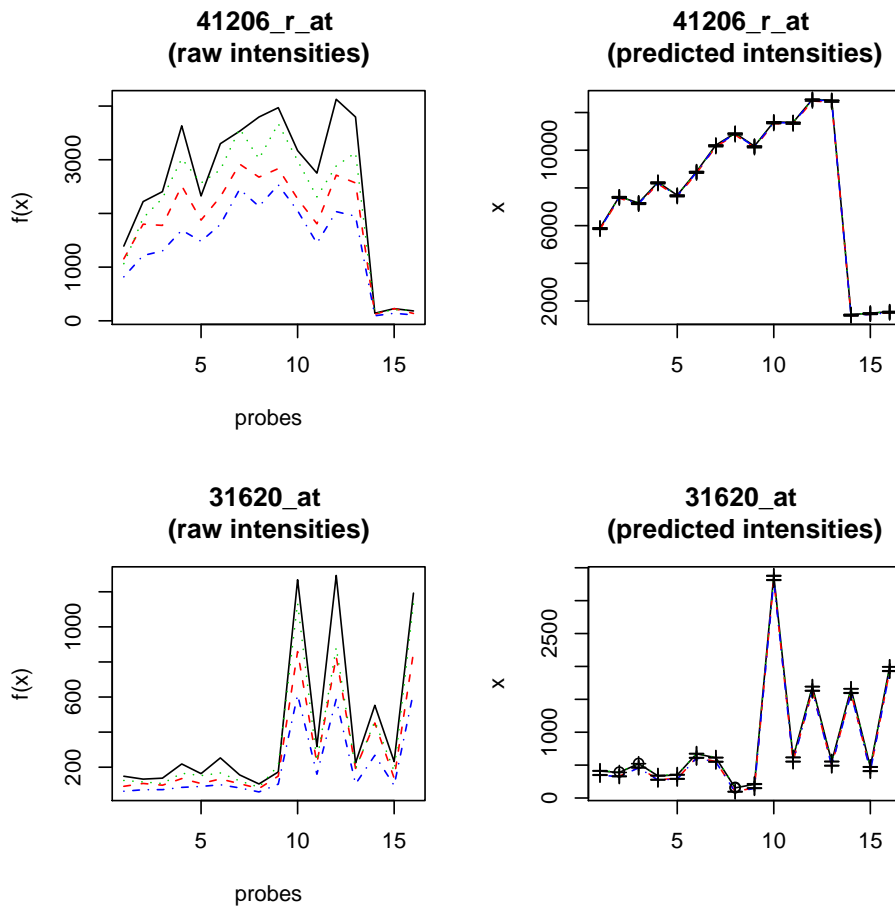 41206_r_at
(raw intensities)
f(x)
0
1000
3000
5
10
15
probes
41206_r_at
(predicted intensities)
x
2000
6000
10000
5
10
15
31620_at
(raw intensities)
f(x)
200
600
1000
5
10
15
probes
31620_at
(predicted intensities)
x
0
1000
2500
5
10
15